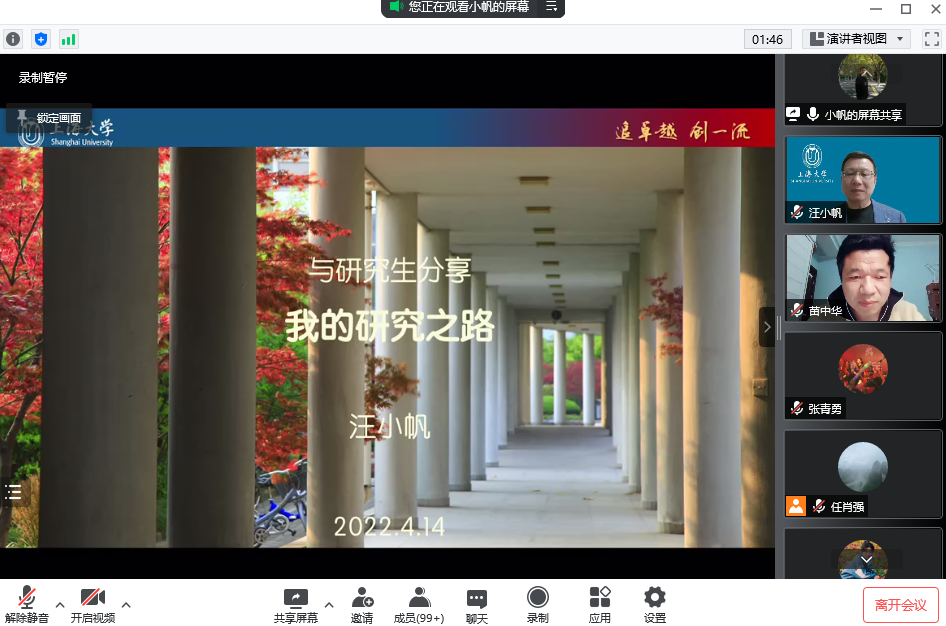 您正在观看小帆的屏幕
01:46
演讲者视图
录制暂停
锁定画面
上海大学
Shanghai University
追卓越 创一流
与研究生分享
我的研究之路
汪小帆
2022.4.14
小帆的屏幕共享
上海大学
SHANGHAI UNIVERSITY
汪小帆
苗中华
张青勇
任肖强
解除静音
开启视频
共享屏幕
邀请
成员(99+)
聊天
录制
应用
设置
离开会议